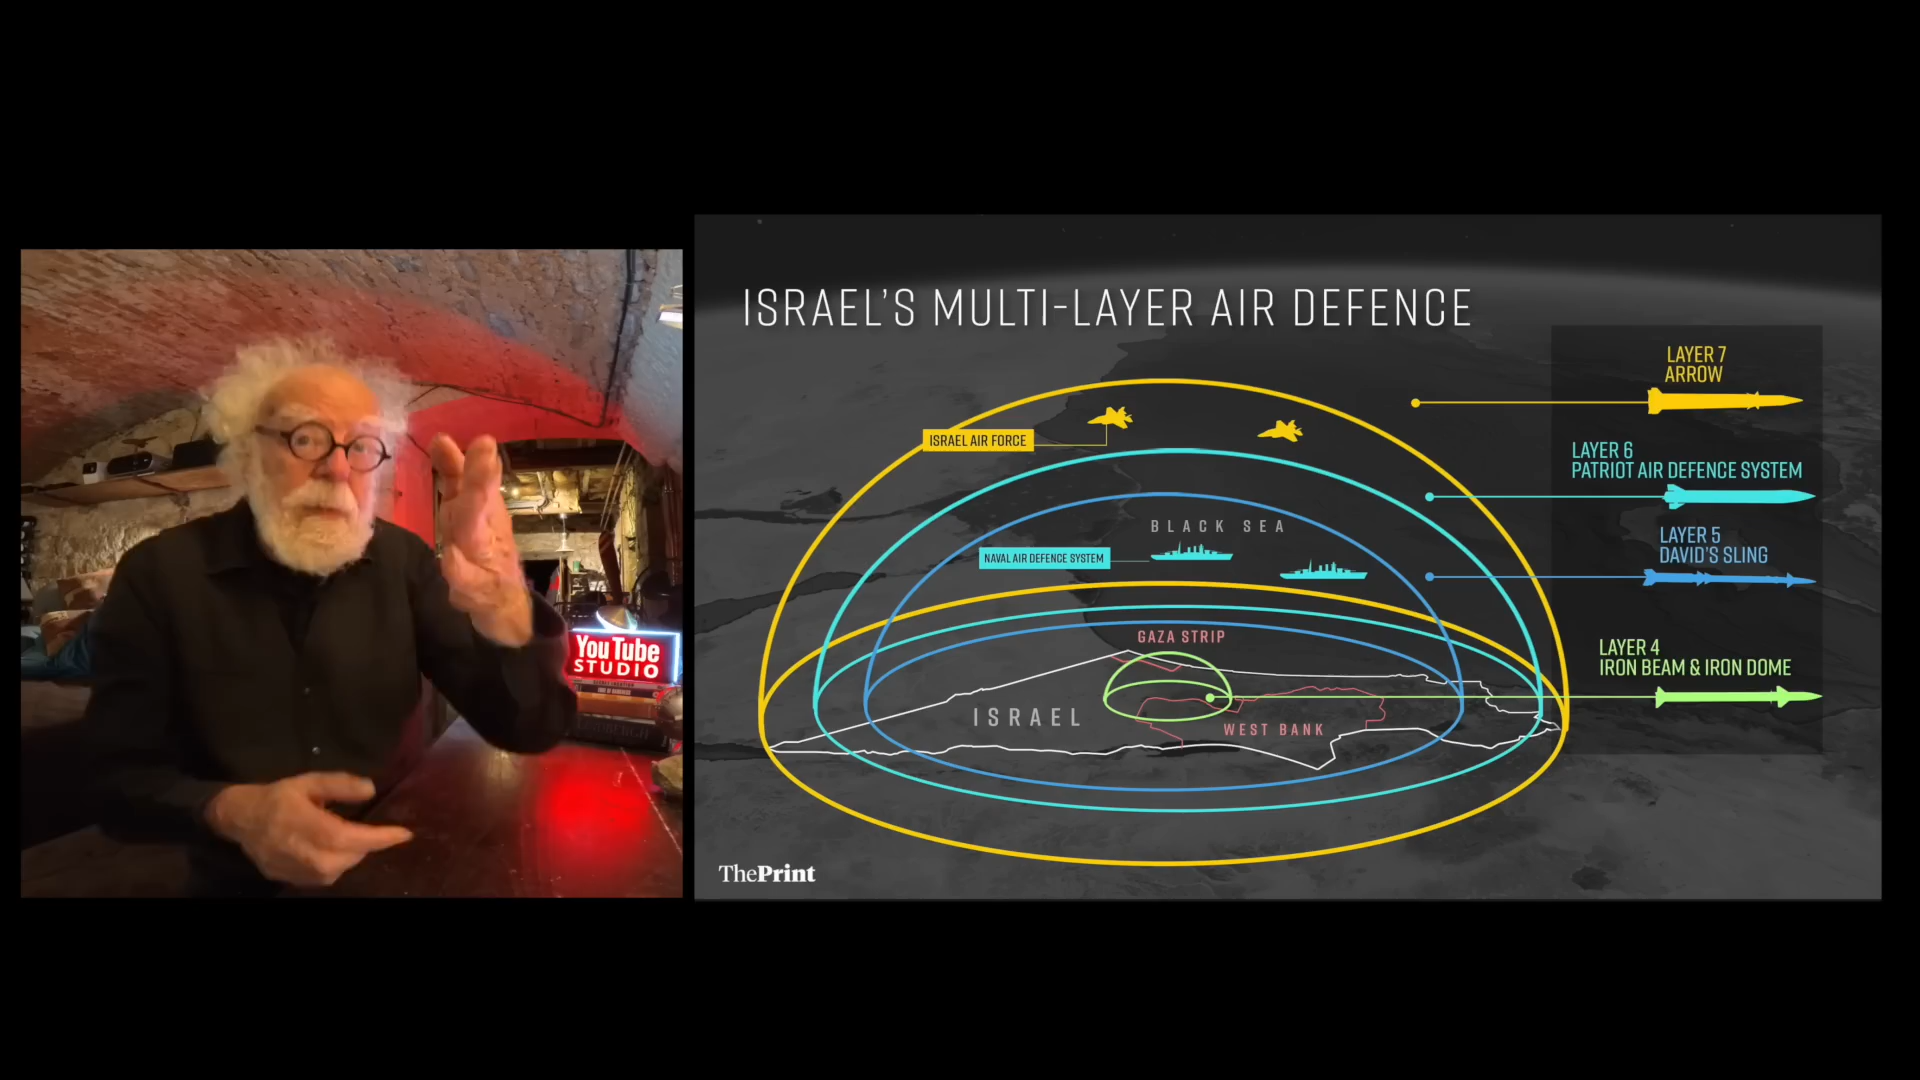 ISRAEL'S MULTI-LAYER AIR DEFENCE
LAYER 7
ARROW
ISRAEL AIR FORCE
LAYER 6
PATRIOT AIR DEFENCE SYSTEM
BLACK SEA
LAYER 5
DAVID'S SLING
NAVAL AIR DEFENCE SYSTEM
GAZA STRIP
LAYER 4
IRON BEAM & IRON DOME
ISRAEL
WEST BANK
ThePrint
YouTube
STUDIO